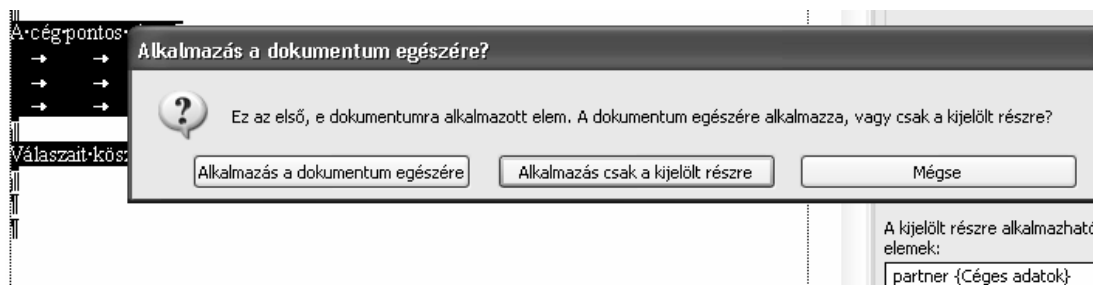 A·cég·pontos·
Alkalmazás a dokumentum egészére?
Ez az első, e dokumentumra alkalmazott elem. A dokumentum egészére alkalmazza, vagy csak a kijelölt részre?
Válaszait·
Alkalmazás a dokumentum egészére Alkalmazás csak a kijelölt részre Mégse
A kijelölt részre alkalmazható
elemek:
partner {Céges adatok}